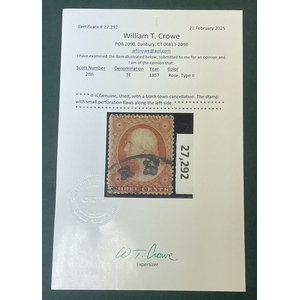 Certificate # 27,292 21 February 2025
William T. Crowe
POB 2090, Danbury, CT 06813-2090
wtcrowe@aol.com
I have examined the item illustrated below, submitted to me for an opinion and
I am of the opinion that:
Scott Number Denomination Year Color
25A 3¢ 1857 Rose, Type II
It is Genuine, Used, with a black town cancellation. The stamp
with small perforation flaws along the left side.
THREE CENTS
27,292
W T. Crowe
Expertizer